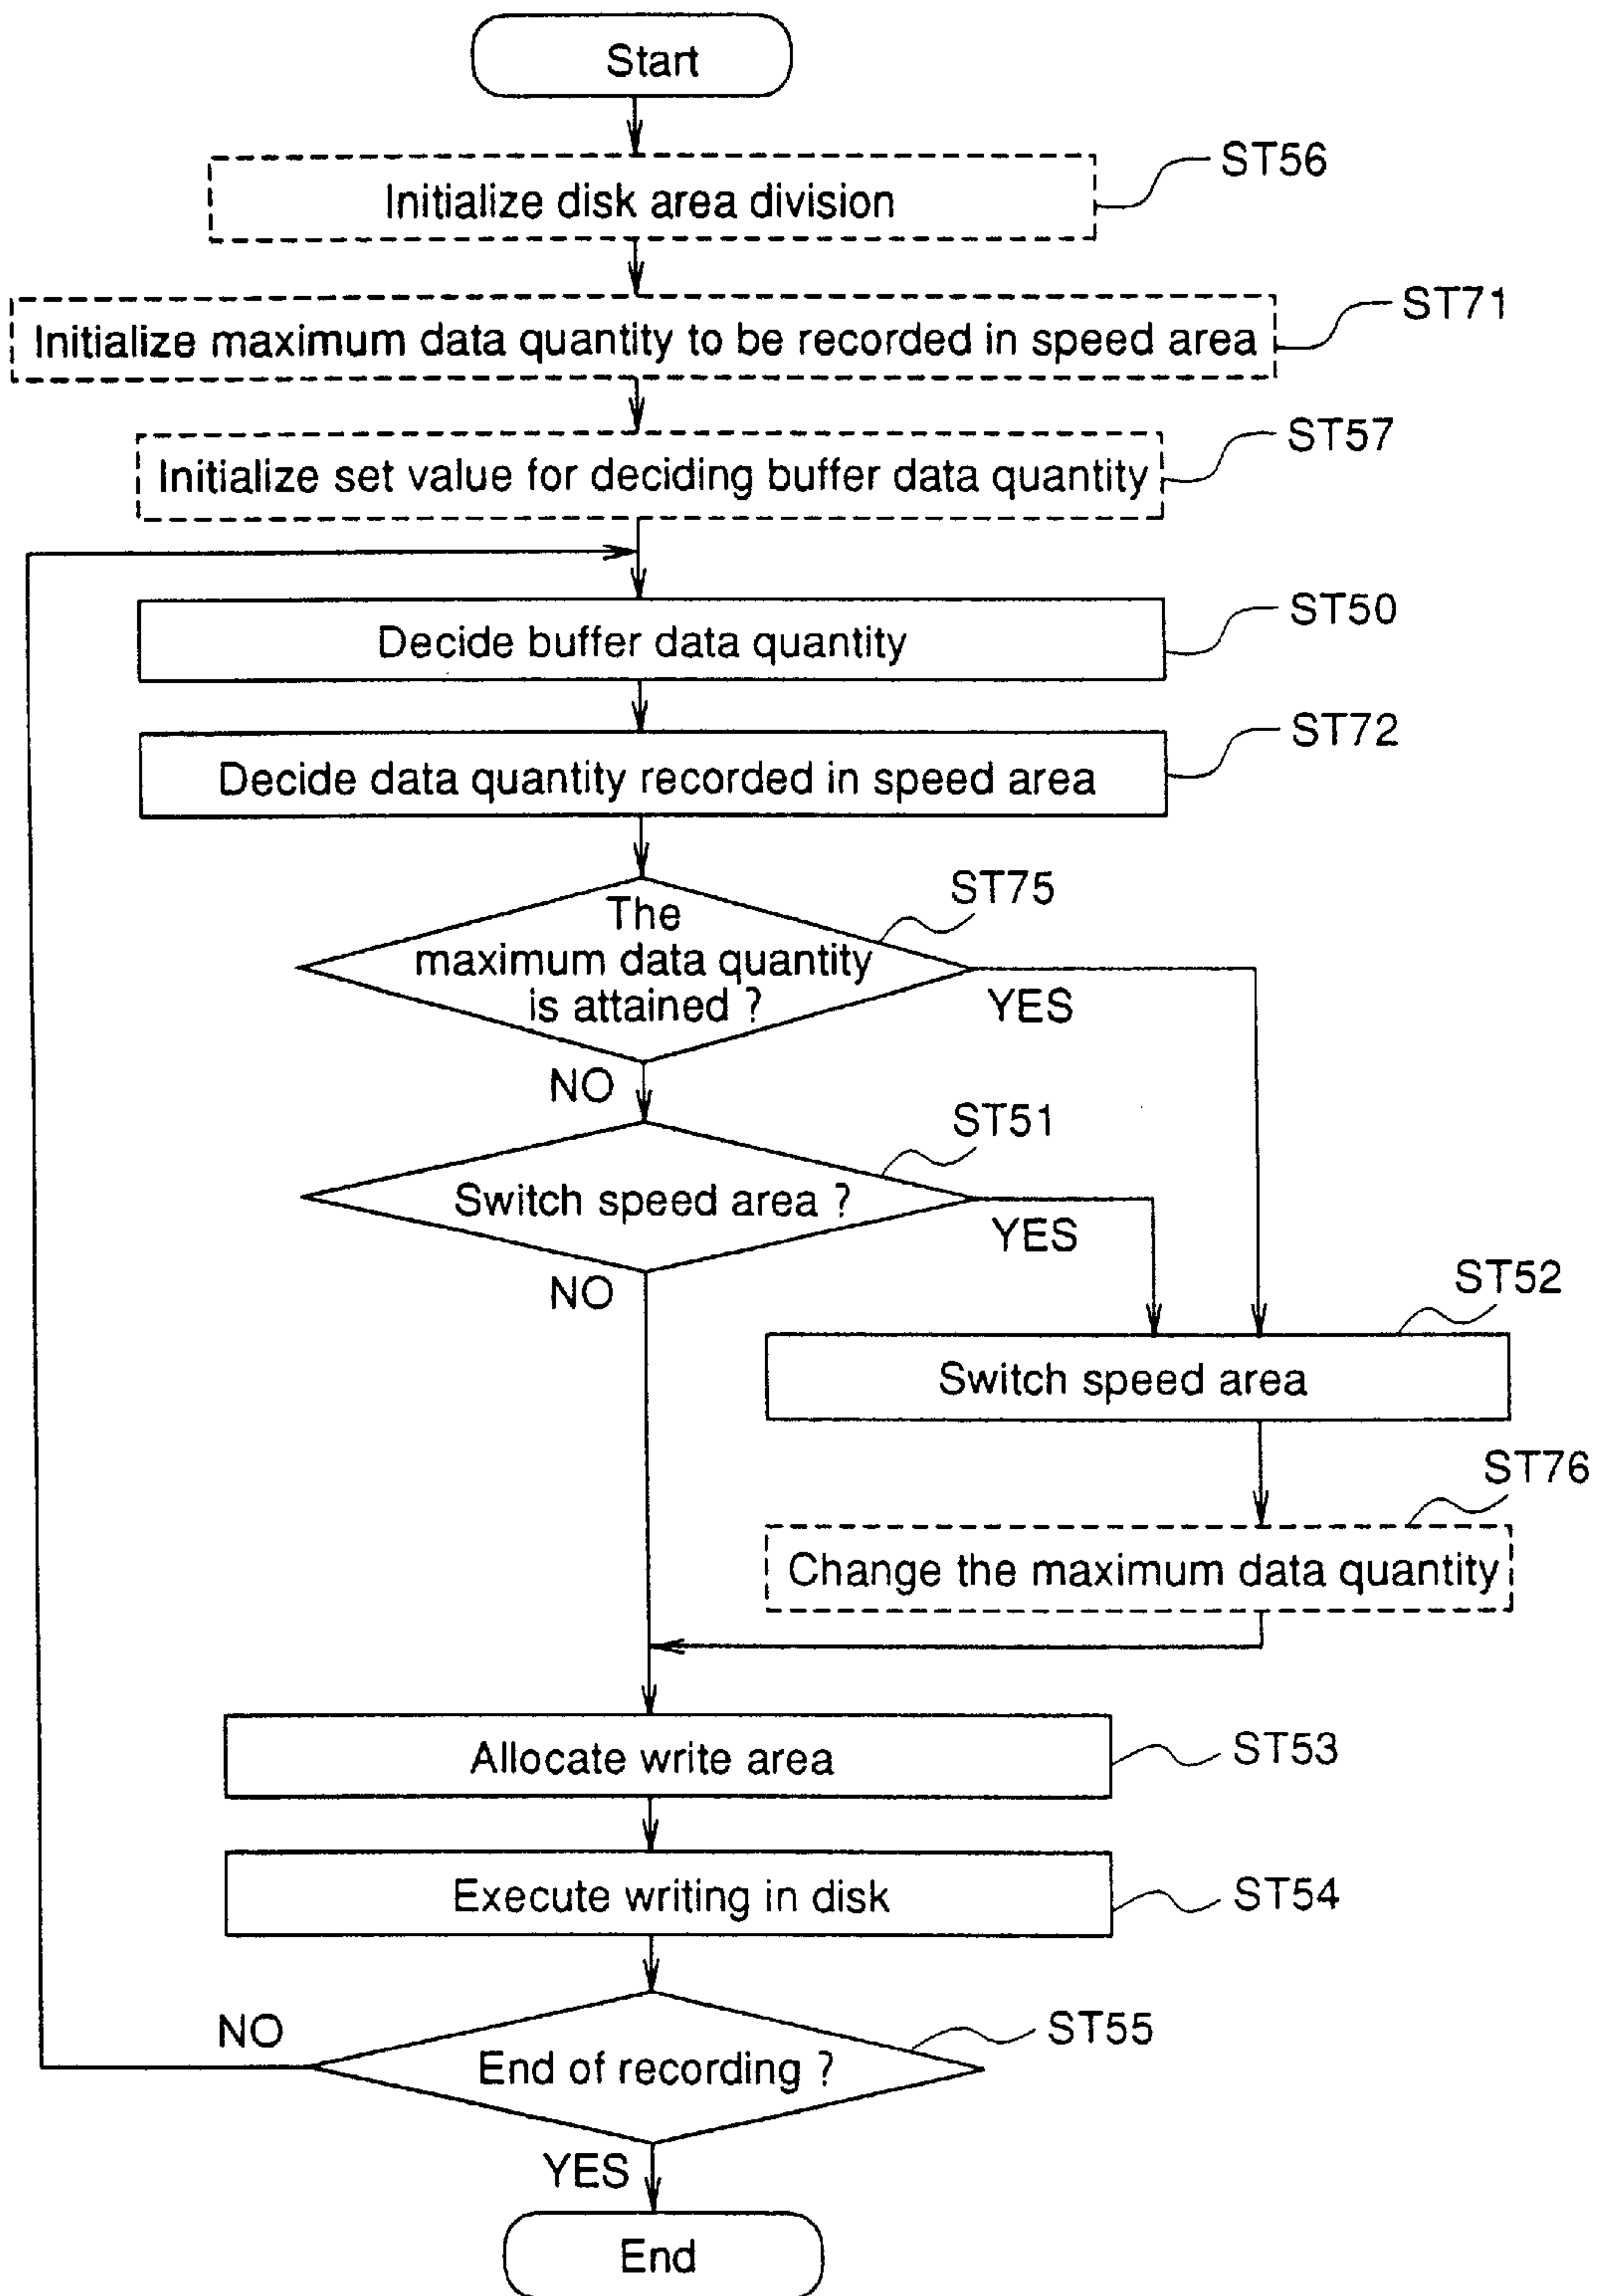 Start
ST56
Initialize disk area division
ST71
Initialize maximum data quantity to be recorded in speed area
ST57
Initialize set value for deciding buffer data quantity
ST50
Decide buffer data quantity
ST72
Decide data quantity recorded in speed area
ST75
The
maximum data quantity
is attained ?
YES
NO
ST51
Switch speed area ?
YES
NO
ST52
Switch speed area
ST76
Change the maximum data quantity
Allocate write area
ST53
Execute writing in disk
ST54
NO
ST55
End of recording ?
YES
End